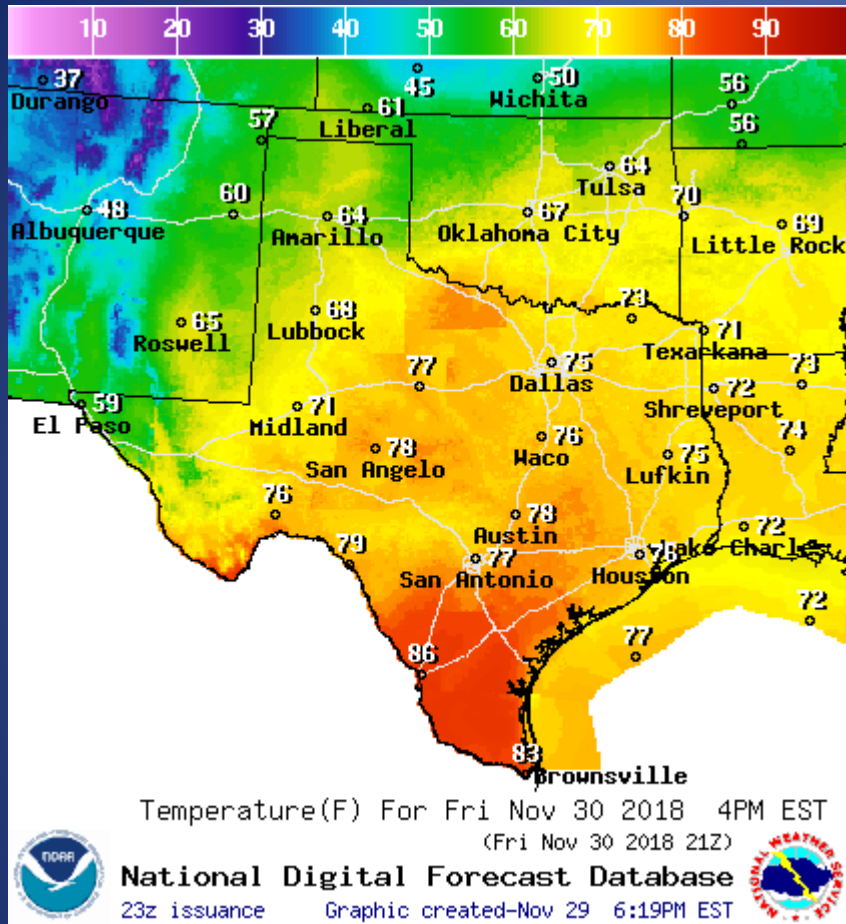 10 20 30 40 50 60 70 80 90
37
Durango
45
50
Wichita
56
61
Liberal
57
56
64
Tulsa
48
Albuquerque
60
64
Amarillo
67
Oklahoma City
70
69
Little Rock
65
Roswell
68
Lubbock
73
71
Texarkana
77
75
Dallas
72
Shreveport
73
59
El Paso
71
Midland
78
San Angelo
76
Waco
75
Lufkin
74
76
78
Austin
72
Lake Charles
79
77
San Antonio
78
Houston
72
77
86
83
Brownsville
Temperature(F) For Fri Nov 30 2018 4PM EST
(Fri Nov 30 2018 21Z)
National Digital Forecast Database
23z issuance Graphic created-Nov 29 6:19PM EST
NOAA
NATIONAL WEATHER SERVICE